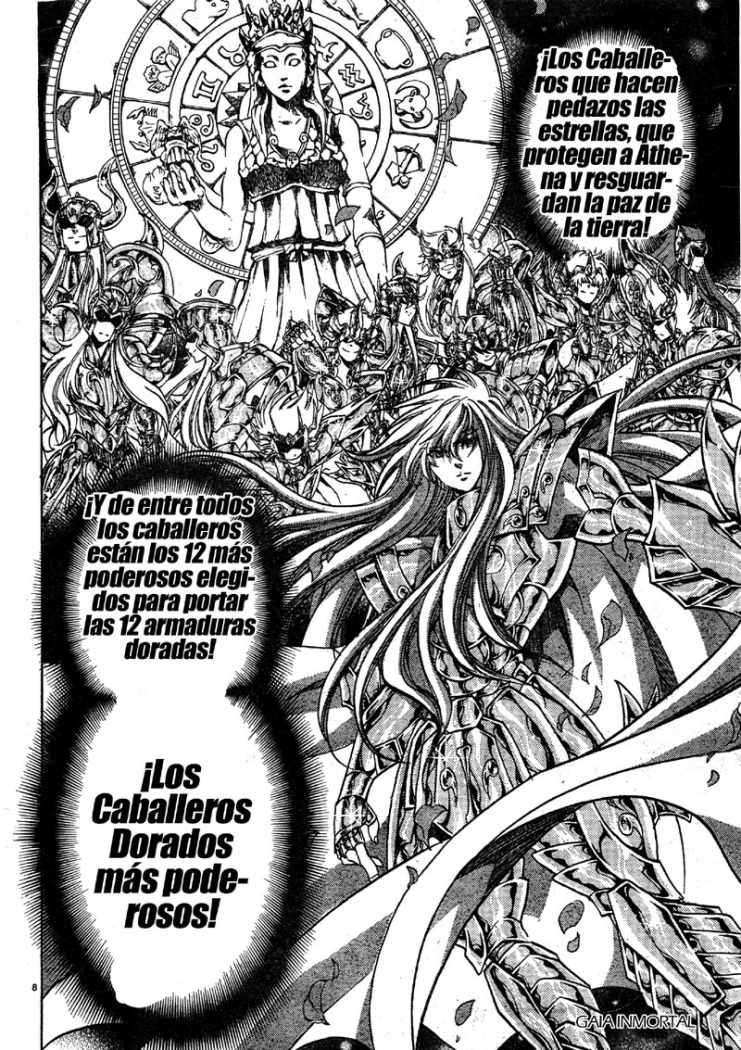 ¡Los Caballe-
ros que hacen
pedazos las
estrellas, que
protegen a Athe-
na y resguar-
dan la paz de
la tierra!
¡Y de entre todos
los caballeros
están los 12 más
poderosos elegi-
dos para portar
las 12 armaduras
doradas!
¡Los
Caballeros
Dorados
más pode-
rosos!
8
GAIA INMORTAL